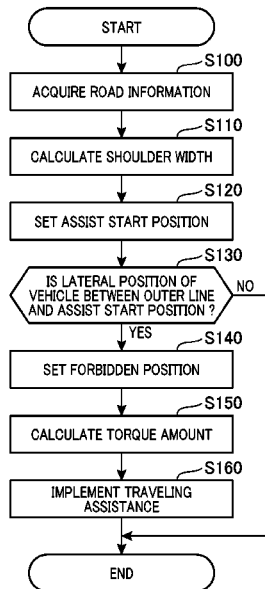 START
S100
ACQUIRE ROAD INFORMATION
S110
CALCULATE SHOULDER WIDTH
S120
SET ASSIST START POSITION
S130
IS LATERAL POSITION OF
VEHICLE BETWEEN OUTER LINE
AND ASSIST START POSITION ?
NO
YES
S140
SET FORBIDDEN POSITION
S150
CALCULATE TORQUE AMOUNT
S160
IMPLEMENT TRAVELING
ASSISTANCE
END